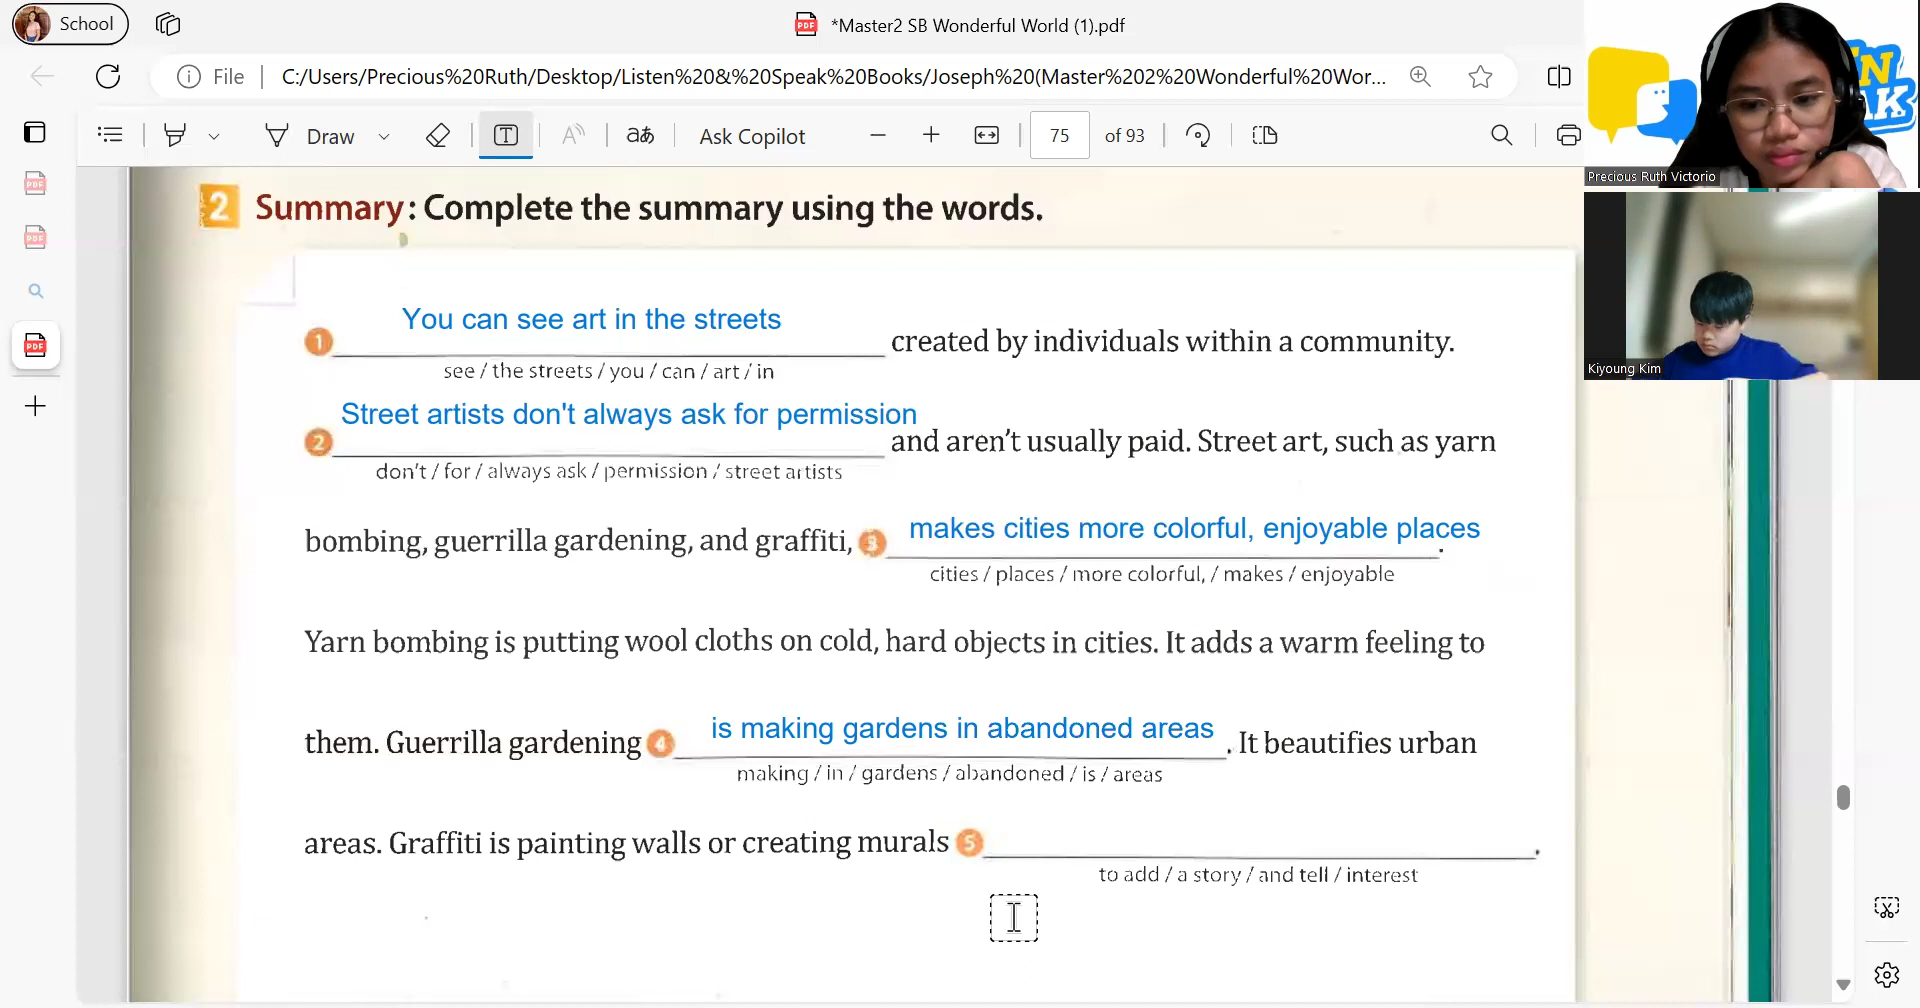 School
*Master2 SB Wonderful World (1).pdf
File
C:/Users/Precious%20Ruth/Desktop/Listen%20&%20Speak%20Books/Joseph%20(Master%202%20Wonderful%20Wor...
Draw
aあ
Ask Copilot
75 of 93
Precious Ruth Victorio
Kiyoung Kim
2 Summary: Complete the summary using the words.
You can see art in the streets
1 created by individuals within a community.
see / the streets / you / can / art / in
Street artists don't always ask for permission
2 and aren't usually paid. Street art, such as yarn
don't / for / always ask / permission / street artists
makes cities more colorful, enjoyable places
bombing, guerrilla gardening, and graffiti, 3 .
cities / places / more colorful, / makes / enjoyable
Yarn bombing is putting wool cloths on cold, hard objects in cities. It adds a warm feeling to
is making gardens in abandoned areas
them. Guerrilla gardening 4 . It beautifies urban
making / in / gardens / abandoned / is / areas
areas. Graffiti is painting walls or creating murals 5 .
to add / a story / and tell / interest